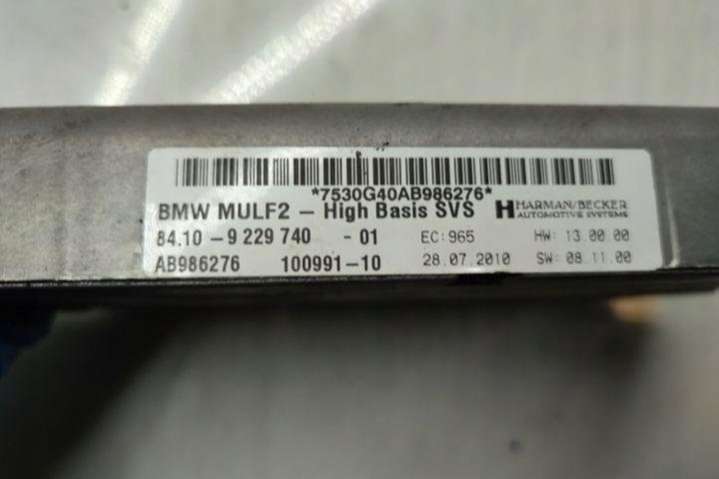 *7530G40AB986276*
BMW MULF2 - High Basis SVS HARMAN/BECKER
AUTOMOTIVE SYSTEMS
84.10 - 9 229 740 - 01 EC: 965 HW: 13.00.00
AB986276 100991-10 28.07.2010 SW: 08.11.00